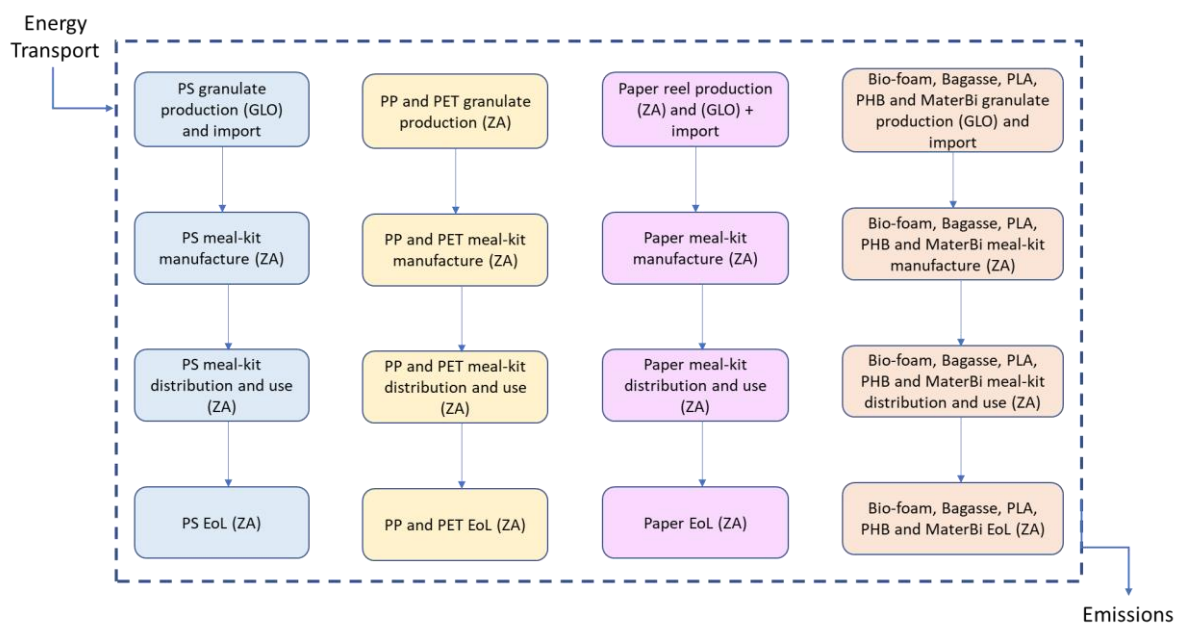 Energy
Transport
PS granulate
production (GLO)
and import
PP and PET granulate
production (ZA)
Paper reel production
(ZA) and (GLO) +
import
Bio-foam, Bagasse, PLA,
PHB and MaterBi granulate
production (GLO) and
import
PS meal-kit
manufacture (ZA)
PP and PET meal-kit
manufacture (ZA)
Paper meal-kit
manufacture (ZA)
Bio-foam, Bagasse, PLA,
PHB and MaterBi meal-kit
manufacture (ZA)
PS meal-kit
distribution and use
(ZA)
PP and PET meal-kit
distribution and use
(ZA)
Paper meal-kit
distribution and use
(ZA)
Bio-foam, Bagasse, PLA,
PHB and MaterBi meal-kit
distribution and use (ZA)
PS EoL (ZA)
PP and PET EoL (ZA)
Paper EoL (ZA)
Bio-foam, Bagasse, PLA,
PHB and MaterBi EoL (ZA)
Emissions